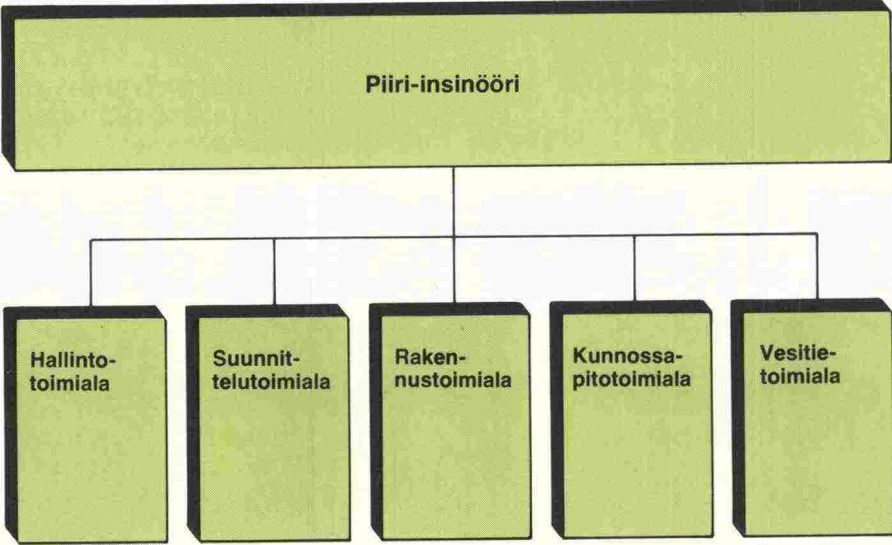 Piiri-insinööri
Hallinto-
toimiala
Suunnit-
telutoimiala
Raken-
nustoimiala
Kunnossa-
pitotoimiala
Vesitie-
toimiala